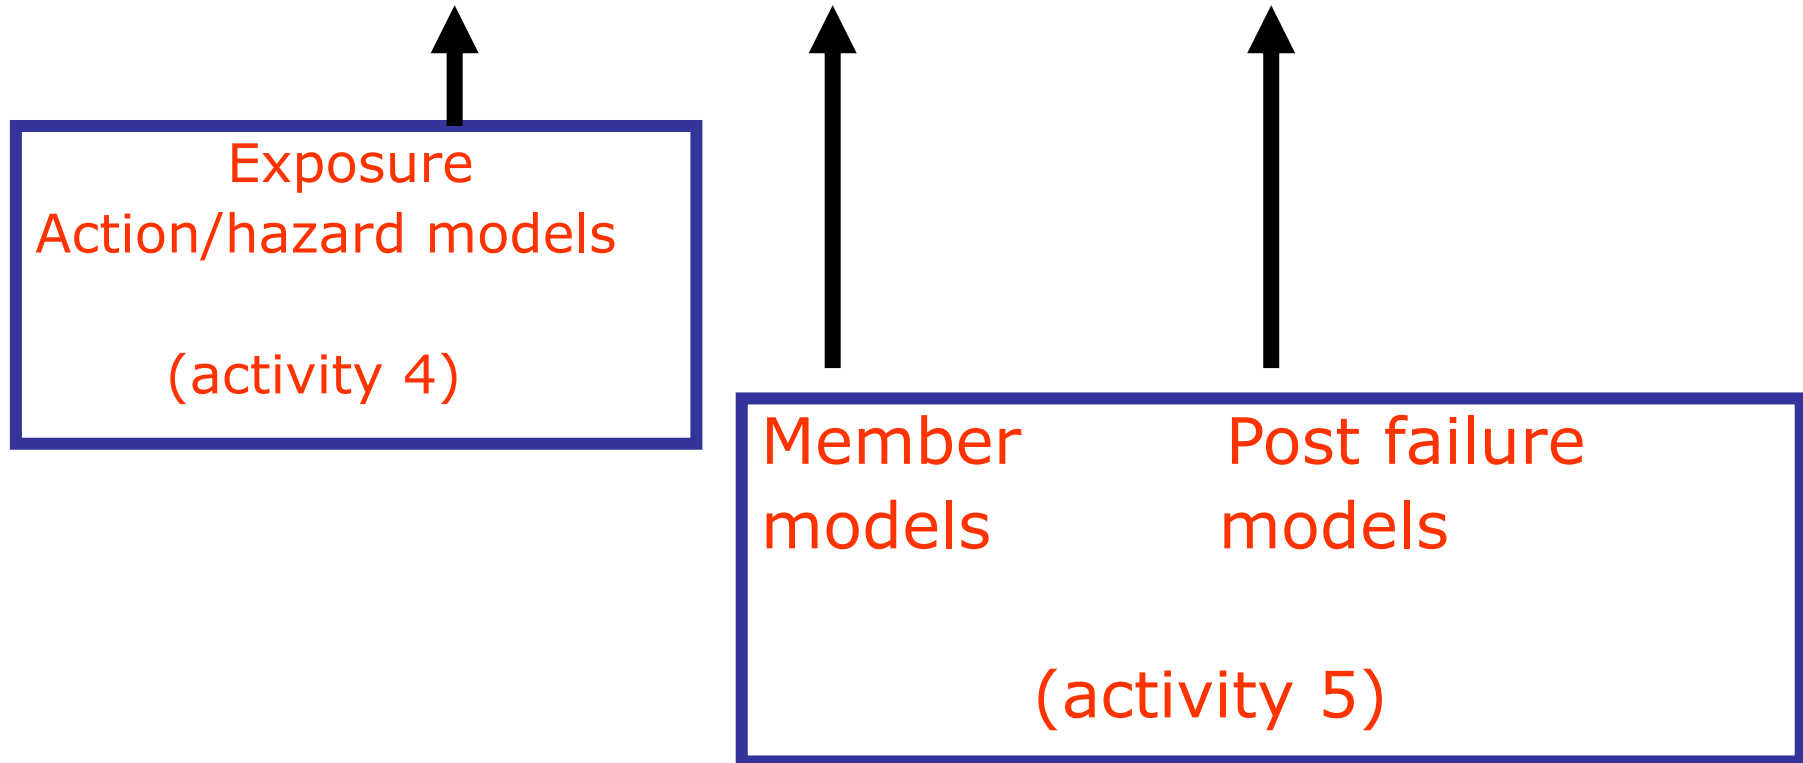 Exposure
Action/hazard models
(activity 4)
Member Post failure
models models
(activity 5)